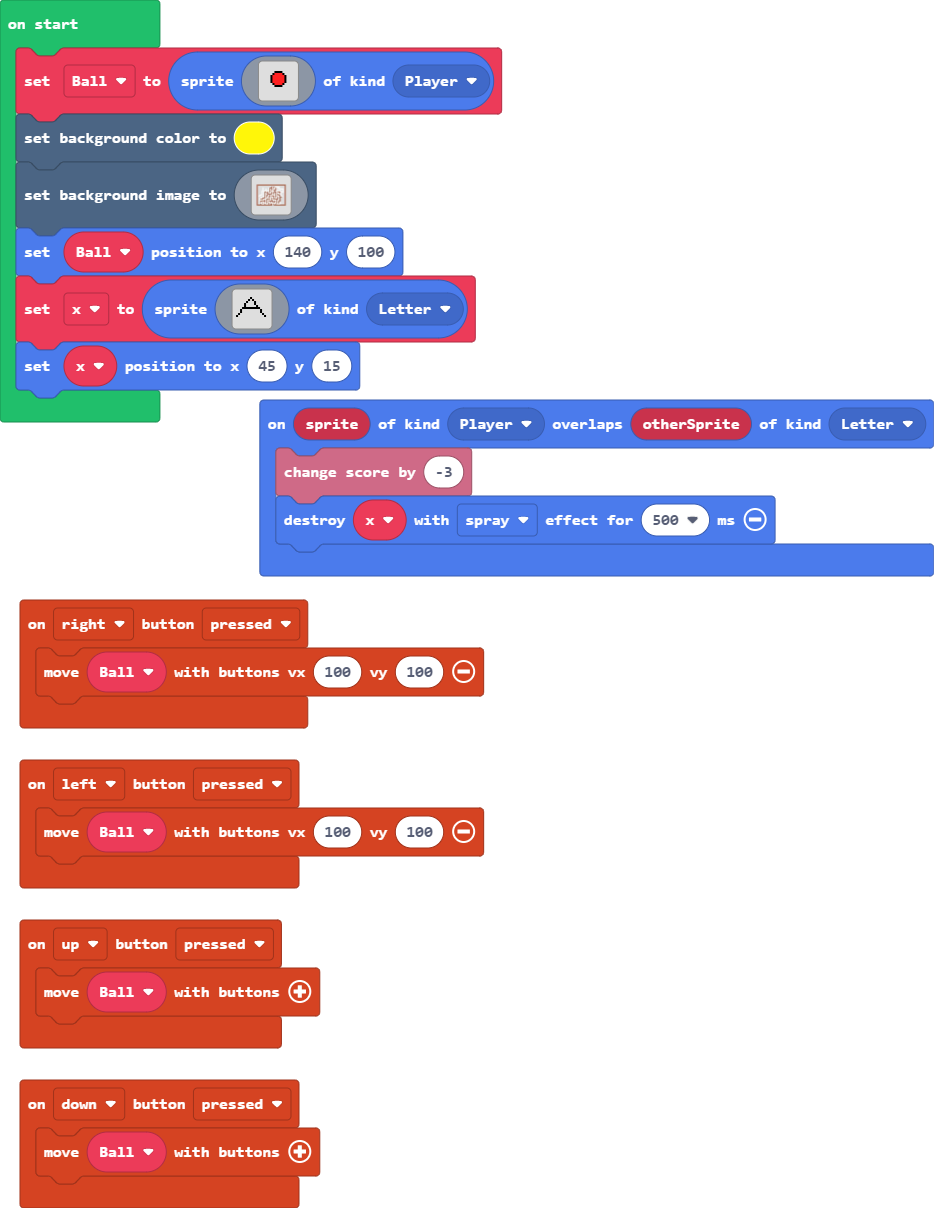 on start
set Ball to sprite of kind Player
set background color to
set background image to
set Ball position to x 140 y 100
set x to sprite of kind Letter
set x position to x 45 y 15
on sprite of kind Player overlaps otherSprite of kind Letter
change score by -3
destroy x with spray effect for 500 ms
on right button pressed
move Ball with buttons vx 100 vy 100
on left button pressed
move Ball with buttons vx 100 vy 100
on up button pressed
move Ball with buttons
on down button pressed
move Ball with buttons